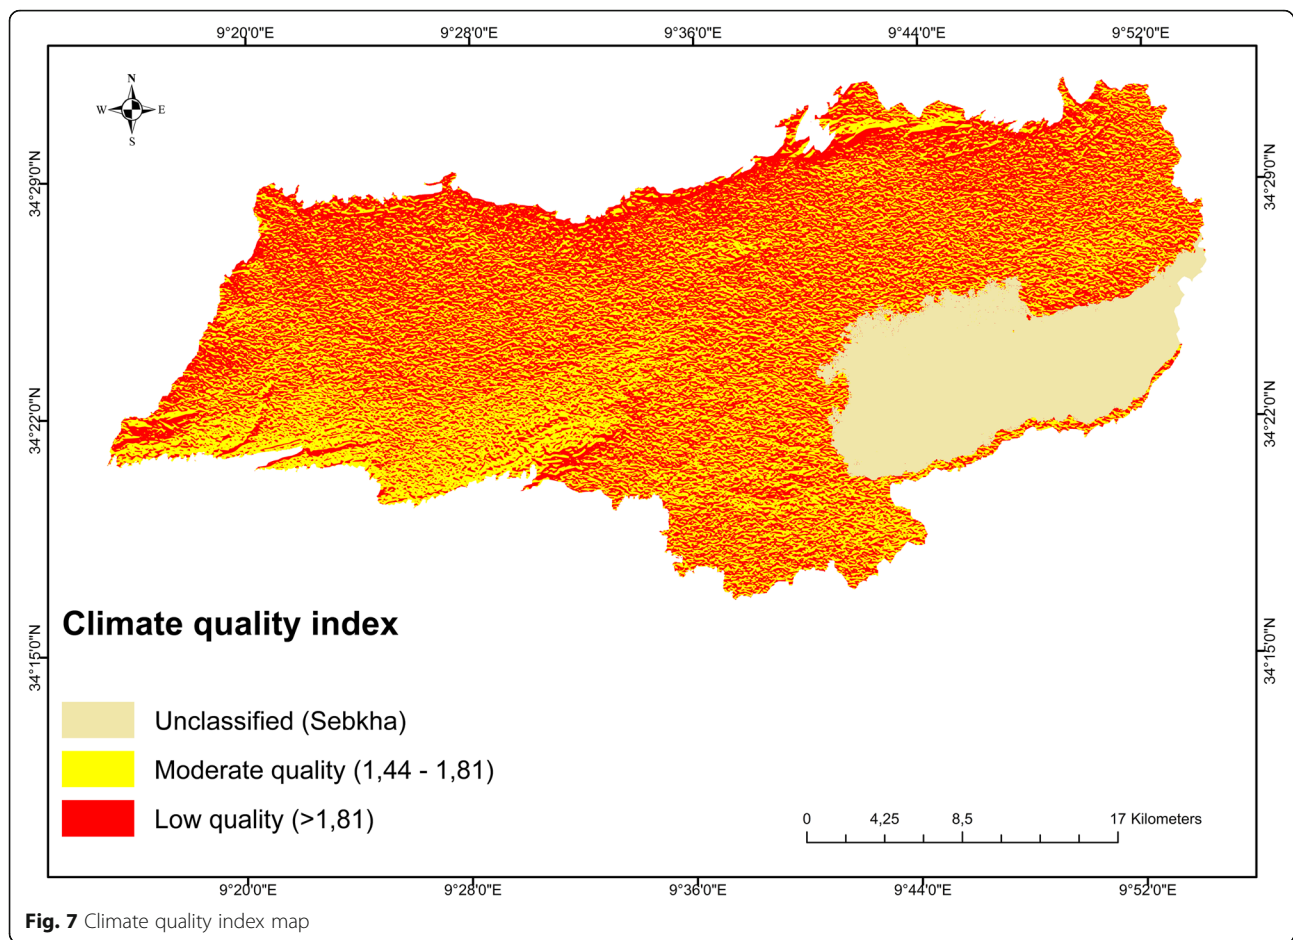 9°20'0"E 9°28'0"E 9°36'0"E 9°44'0"E 9°52'0"E
N
W E
S
34°29'0"N 34°29'0"N
34°22'0"N 34°22'0"N
34°15'0"N 34°15'0"N
Climate quality index
Unclassified (Sebkha)
Moderate quality (1,44 - 1,81)
Low quality (>1,81)
0 4,25 8,5 17 Kilometers
9°20'0"E 9°28'0"E 9°36'0"E 9°44'0"E 9°52'0"E
Fig. 7 Climate quality index map